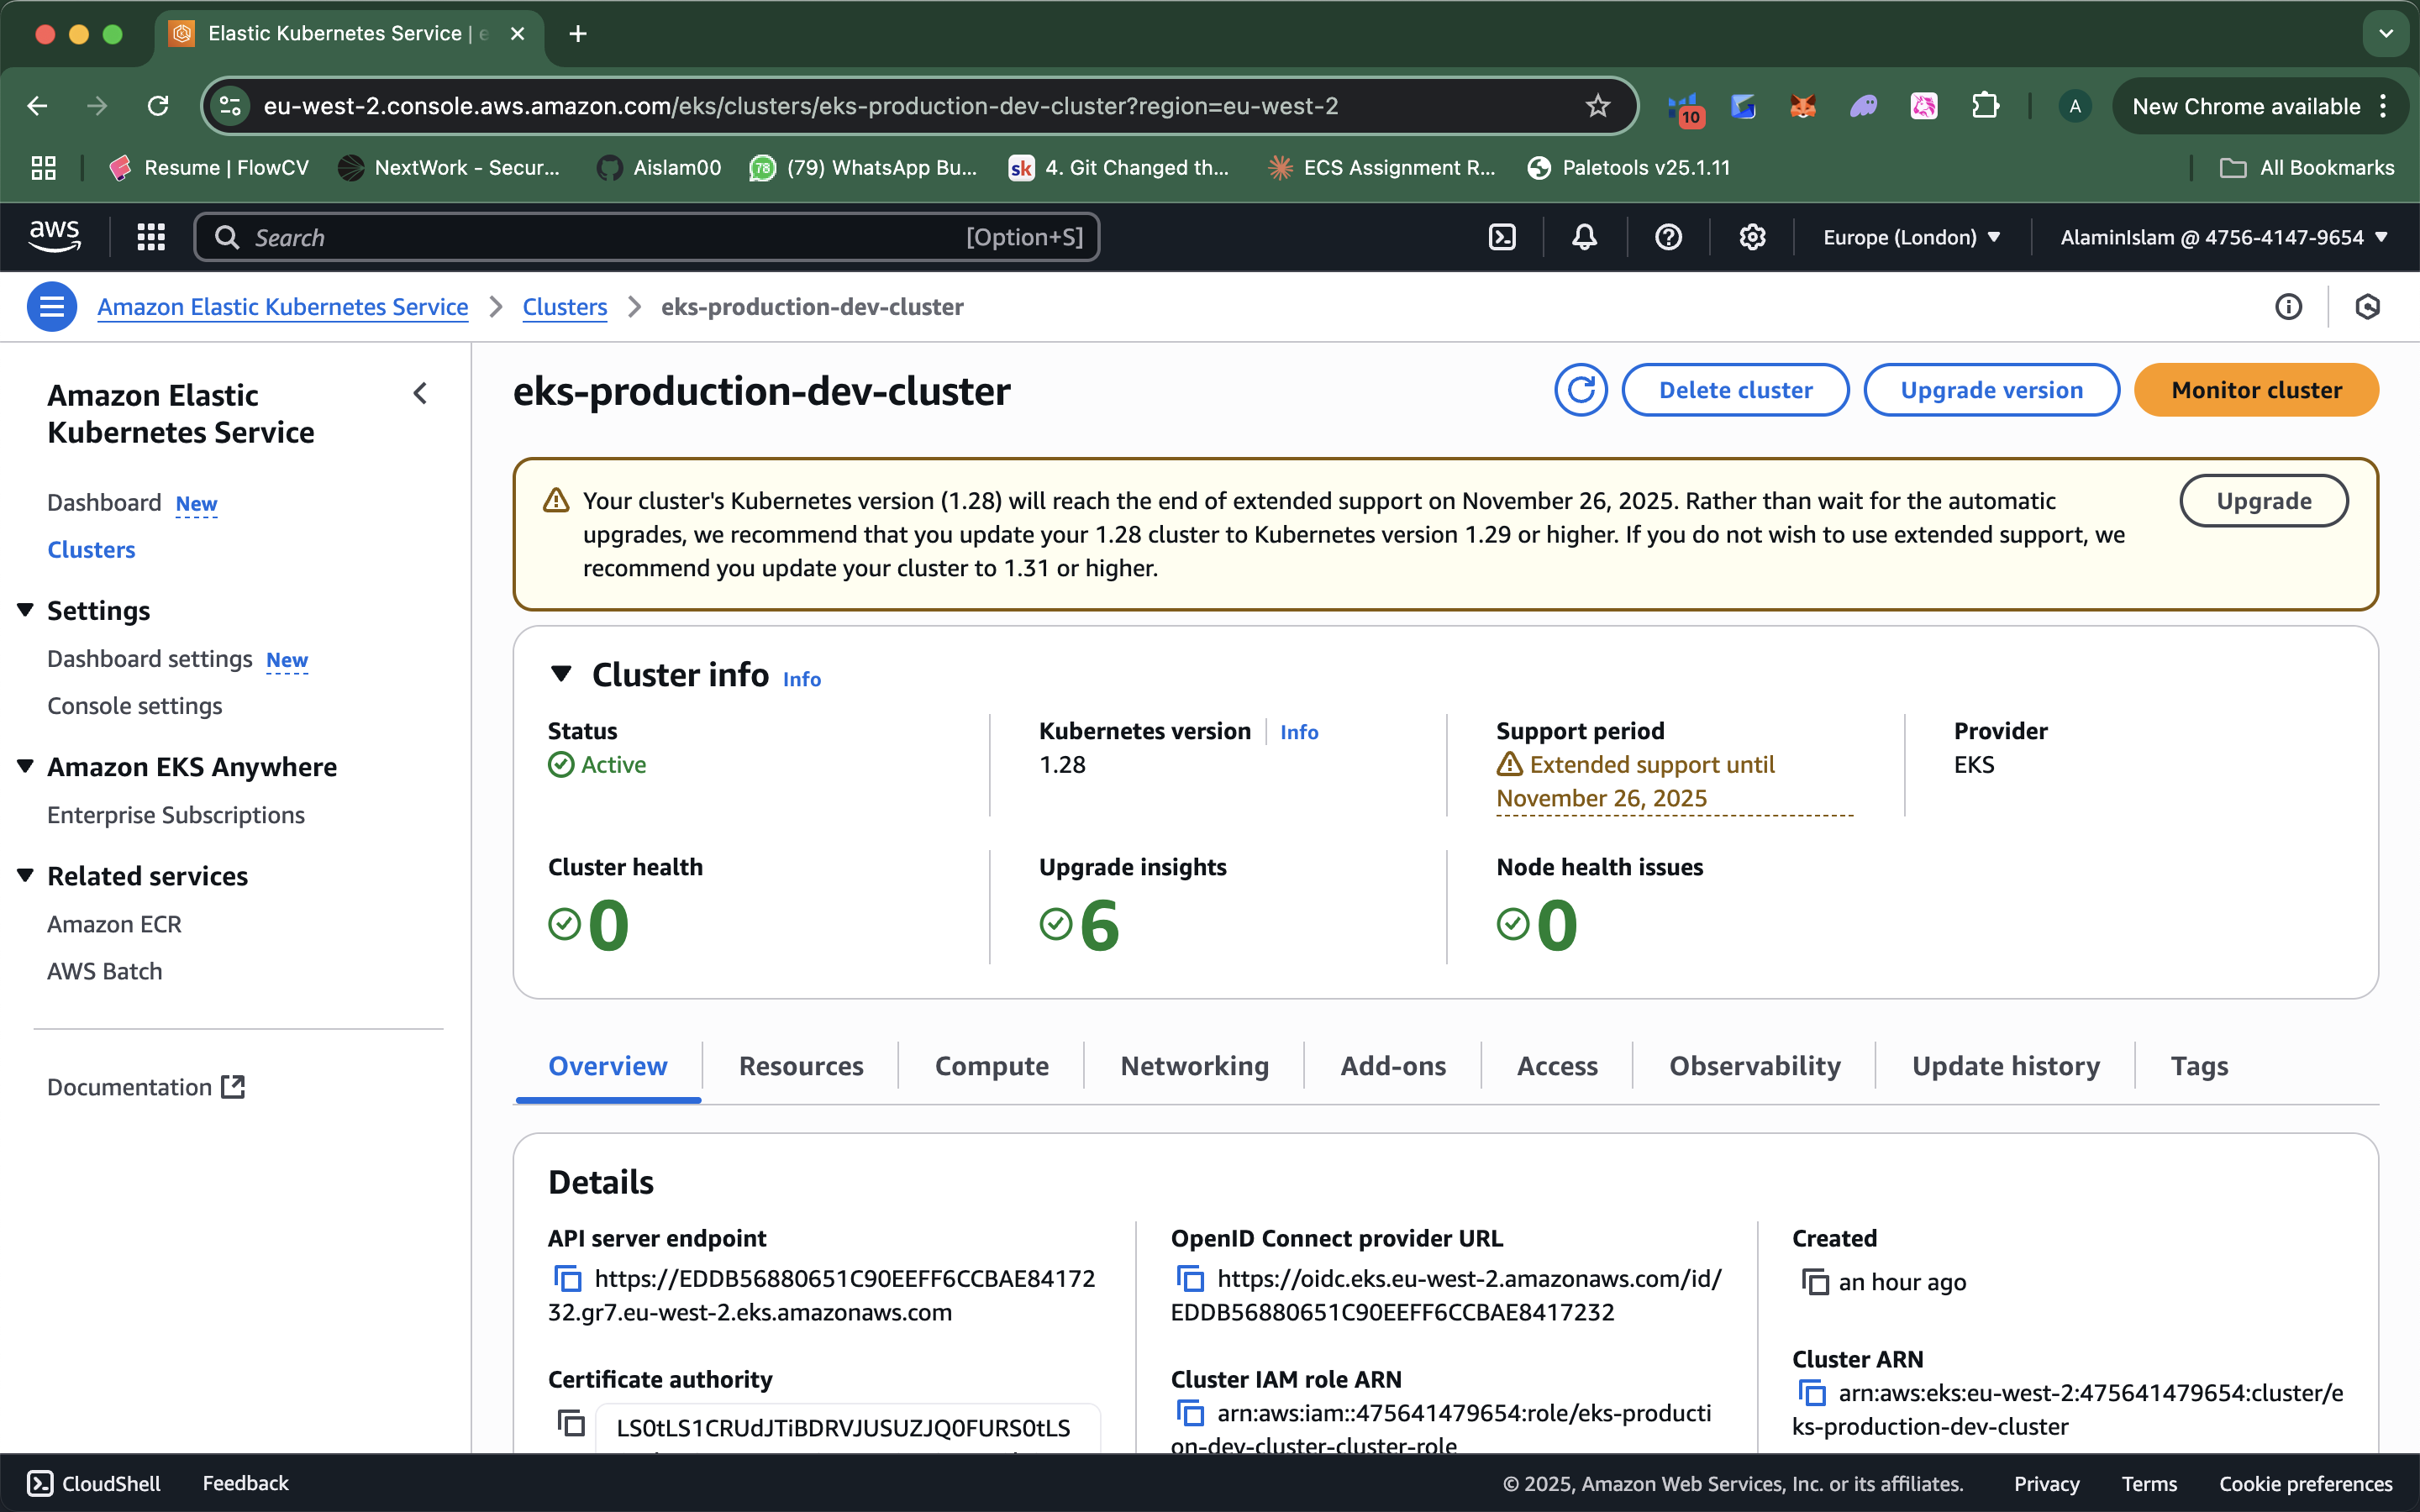 Elastic Kubernetes Service | e
eu-west-2.console.aws.amazon.com/eks/clusters/eks-production-dev-cluster?region=eu-west-2
10
A
New Chrome available
Resume | FlowCV
NextWork - Secur...
Aislam00
78
(79) WhatsApp Bu...
sk
4. Git Changed th...
ECS Assignment R...
Paletools v25.1.11
All Bookmarks
aws
Search
[Option+S]
Europe (London)
AlaminIslam @ 4756-4147-9654
Amazon Elastic Kubernetes Service
Clusters
eks-production-dev-cluster
Amazon Elastic
Kubernetes Service
Dashboard New
Clusters
Settings
Dashboard settings New
Console settings
Amazon EKS Anywhere
Enterprise Subscriptions
Related services
Amazon ECR
AWS Batch
Documentation
eks-production-dev-cluster
Delete cluster
Upgrade version
Monitor cluster
Your cluster's Kubernetes version (1.28) will reach the end of extended support on November 26, 2025. Rather than wait for the automatic
upgrades, we recommend that you update your 1.28 cluster to Kubernetes version 1.29 or higher. If you do not wish to use extended support, we
recommend you update your cluster to 1.31 or higher.
Upgrade
Cluster info Info
Status
Active
Kubernetes version Info
1.28
Support period
Extended support until
November 26, 2025
Provider
EKS
Cluster health
0
Upgrade insights
6
Node health issues
0
Overview
Resources
Compute
Networking
Add-ons
Access
Observability
Update history
Tags
Details
API server endpoint
https://EDDB56880651C90EEFF6CCBAE84172
32.gr7.eu-west-2.eks.amazonaws.com
Certificate authority
LS0tLS1CRUdJTiBDRVJUSUZJQ0FURS0tLS
OpenID Connect provider URL
https://oidc.eks.eu-west-2.amazonaws.com/id/
EDDB56880651C90EEFF6CCBAE8417232
Cluster IAM role ARN
arn:aws:iam::475641479654:role/eks-producti
on-dev-cluster-cluster-role
Created
an hour ago
Cluster ARN
arn:aws:eks:eu-west-2:475641479654:cluster/e
ks-production-dev-cluster
CloudShell
Feedback
© 2025, Amazon Web Services, Inc. or its affiliates.
Privacy
Terms
Cookie preferences